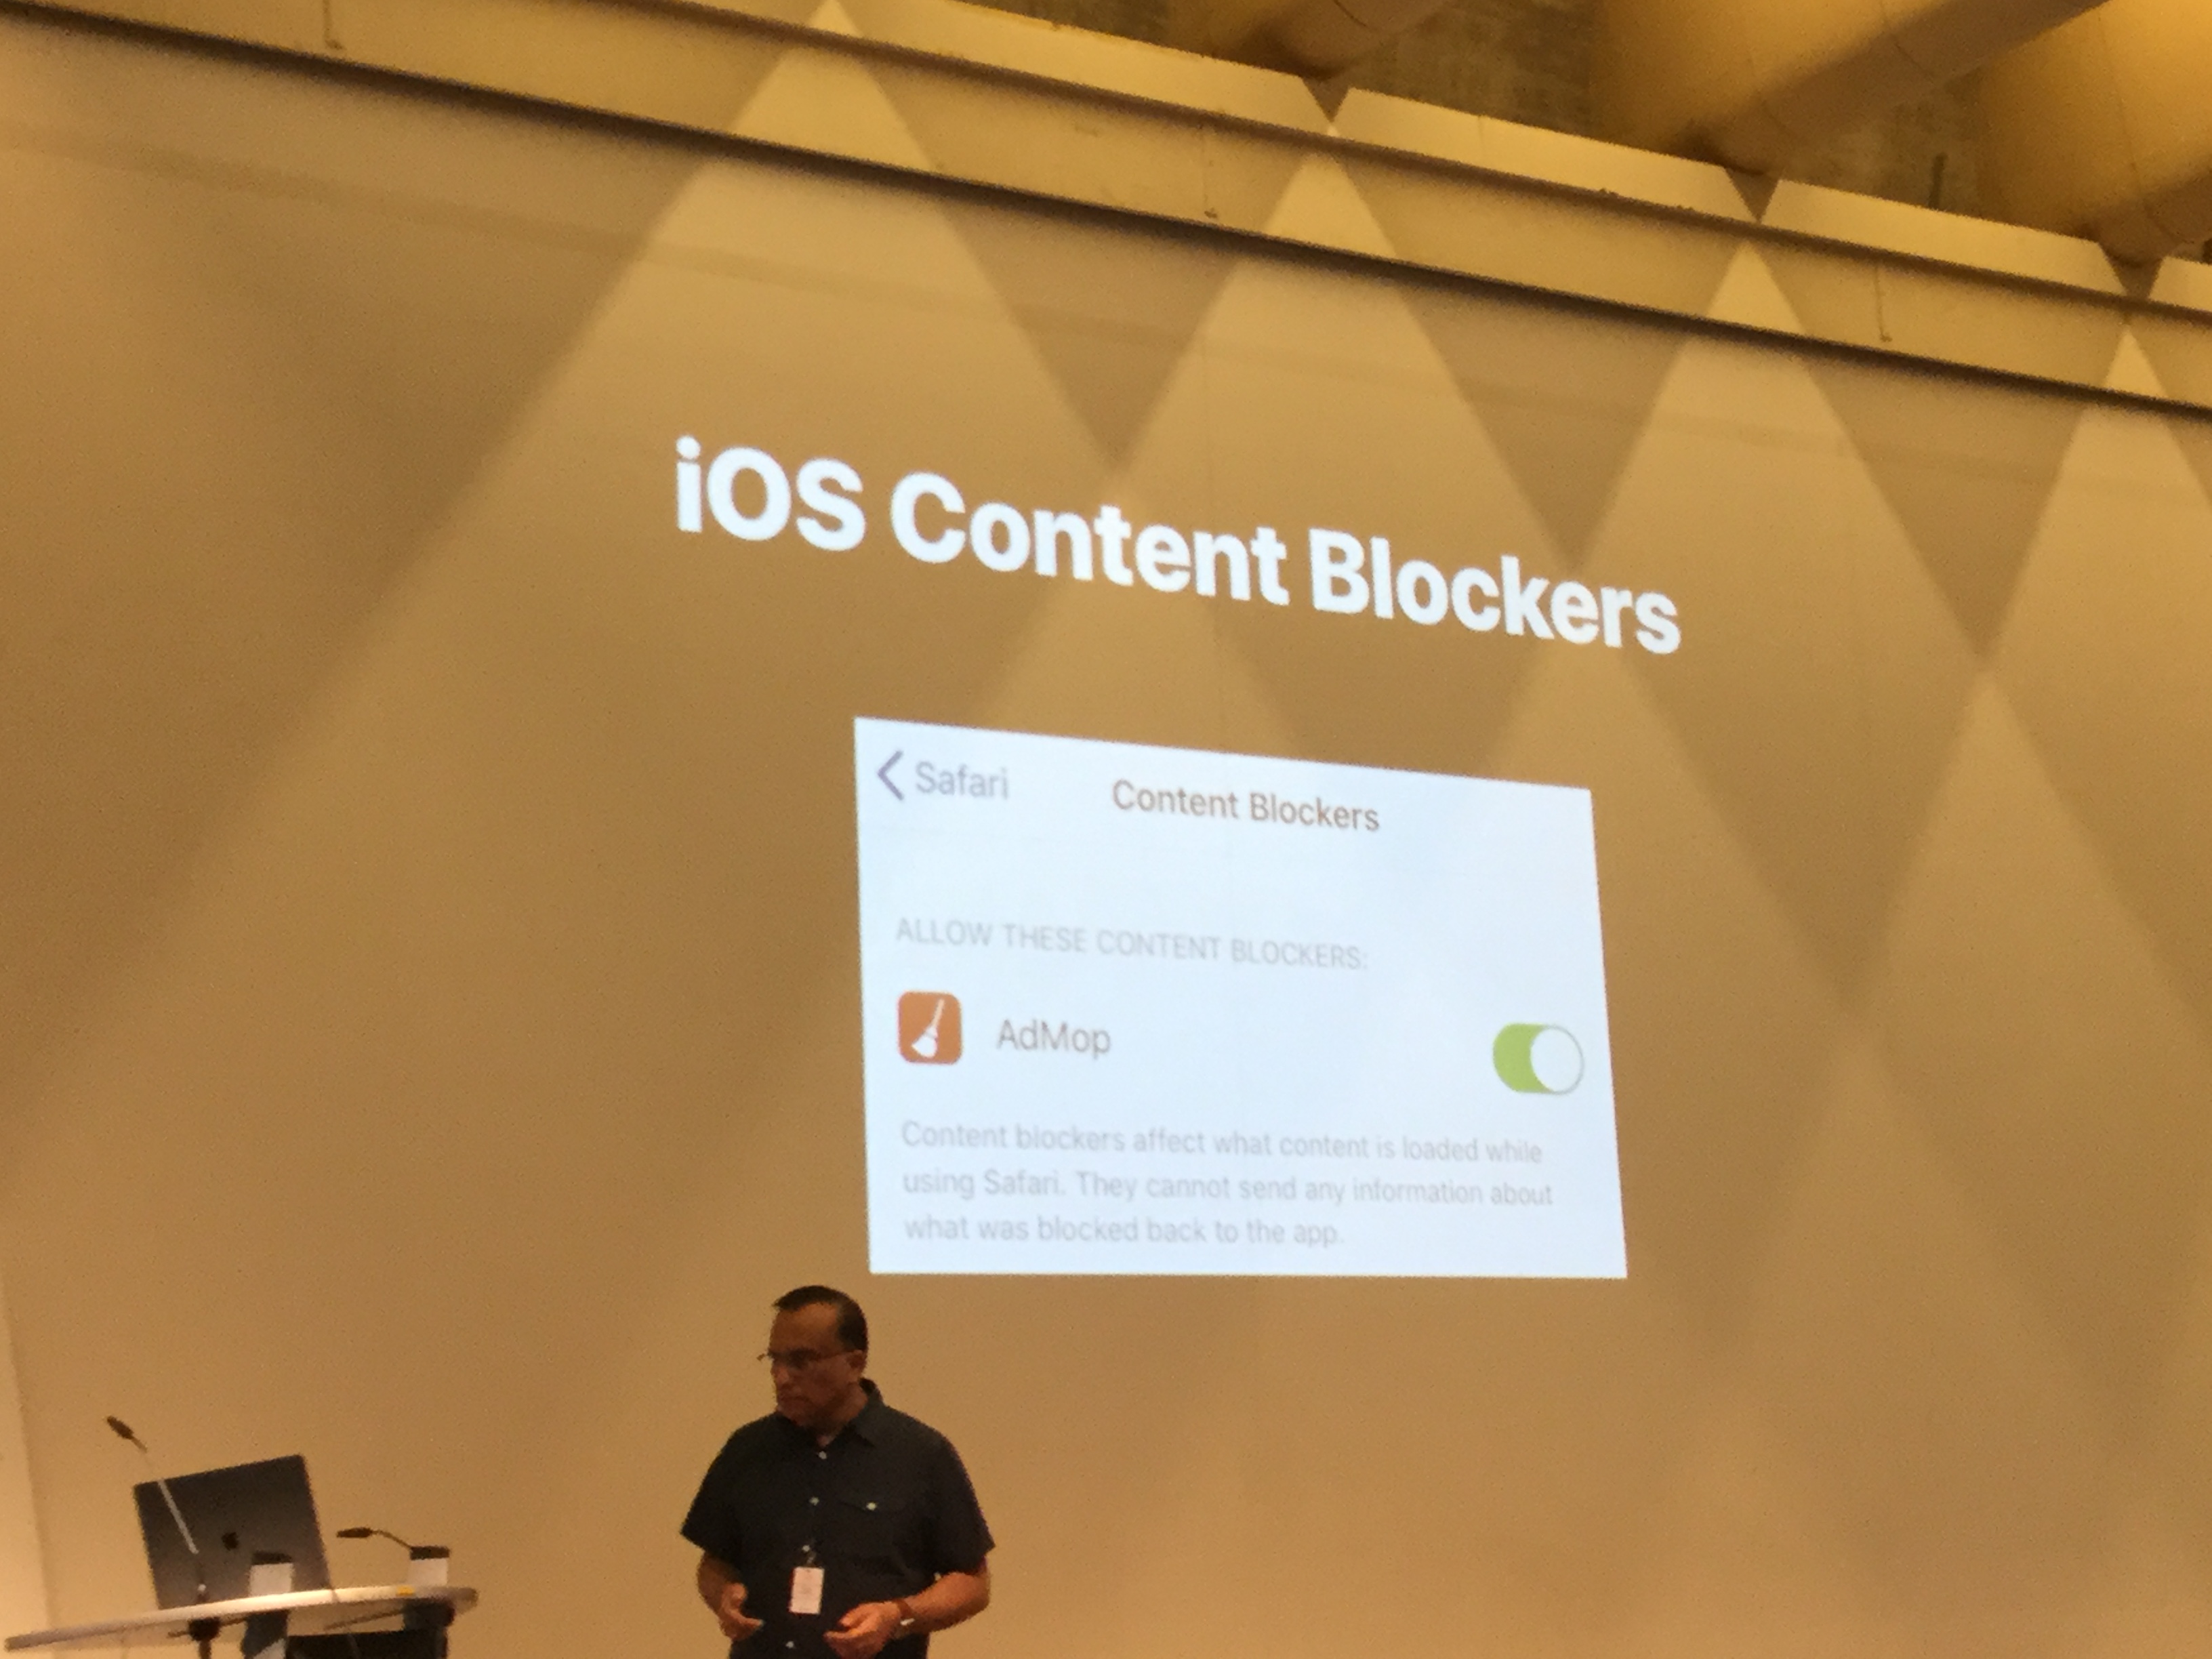 iOS Content Blockers
Safari
Content Blockers
ALLOW THESE CONTENT BLOCKERS:
AdMop
Content blockers affect what content is loaded while
using Safari. They cannot send any information about
what was blocked back to the app.